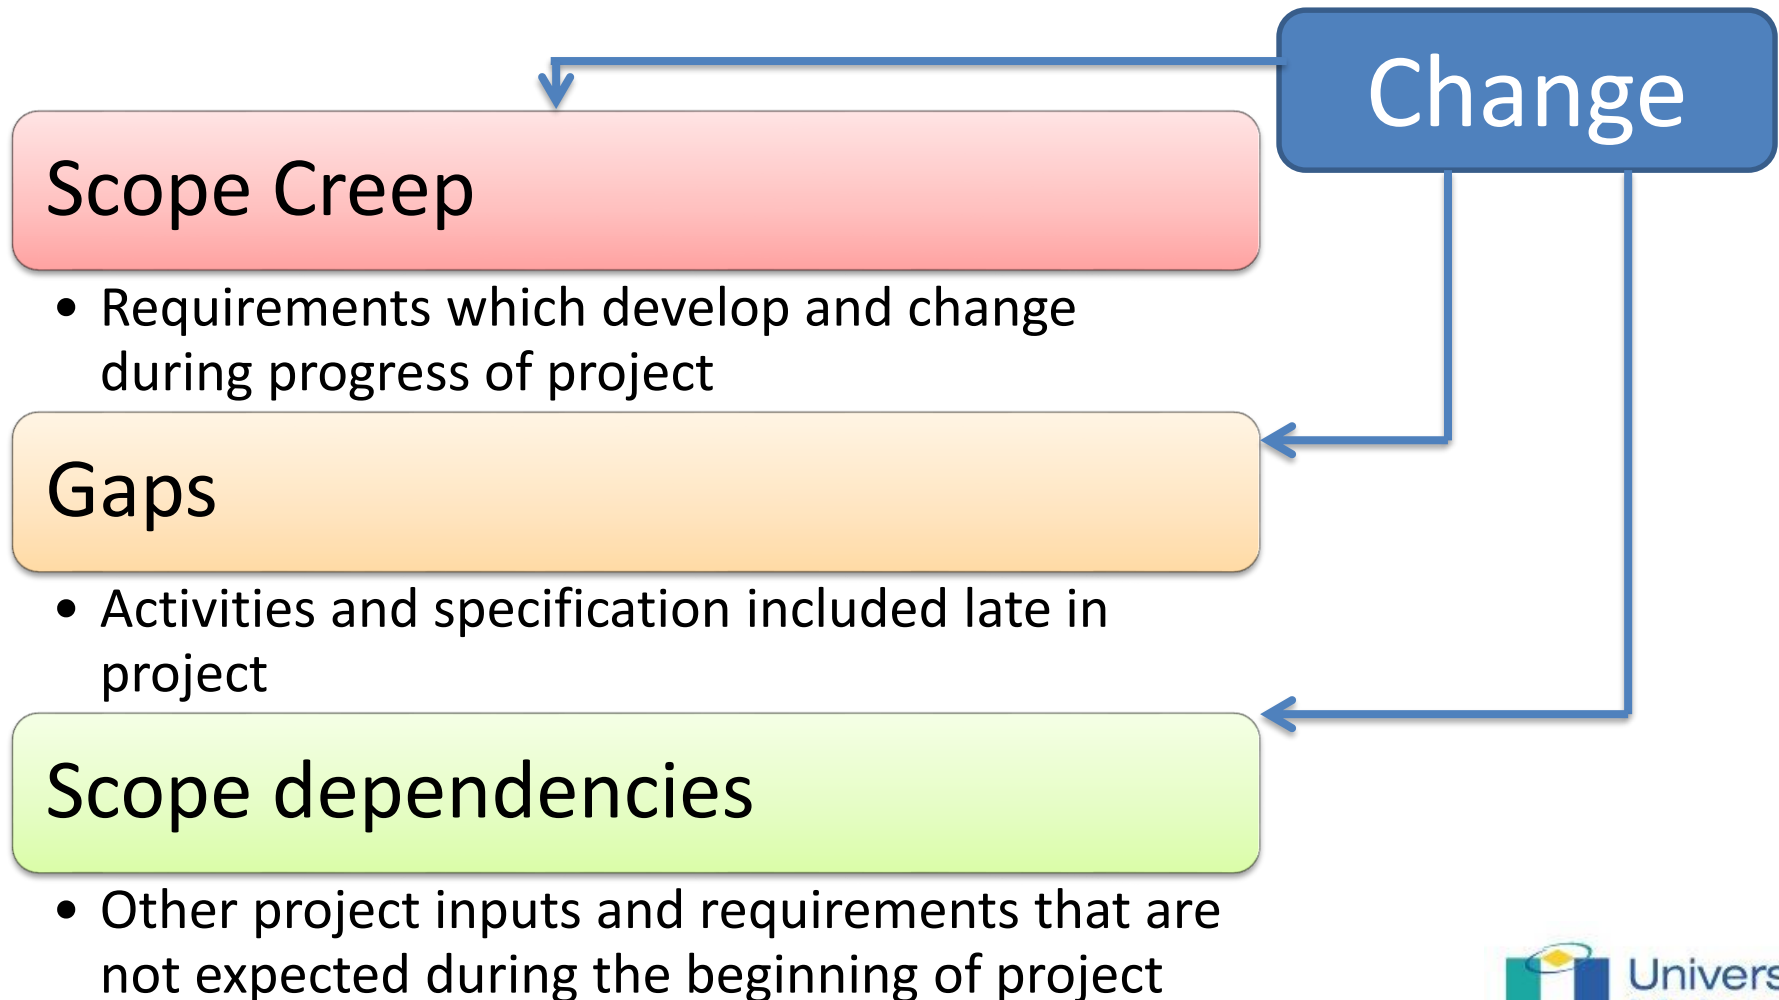 Change
Scope Creep
• Requirements which develop and change
during progress of project
Gaps
• Activities and specification included late in
project
Scope dependencies
• Other project inputs and requirements that are
not expected during the beginning of project
Univers